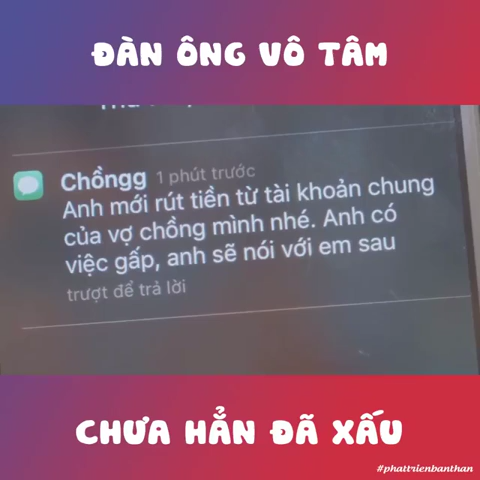 ĐÀN ÔNG VÔ TÂM
Chồngg 1 phút trước
Anh mới rút tiền từ tài khoản chung
của vợ chồng mình nhé. Anh có
việc gấp, anh sẽ nói với em sau
trượt để trả lời
CHƯA HẲN ĐÃ XẤU
#phattrienbanthan